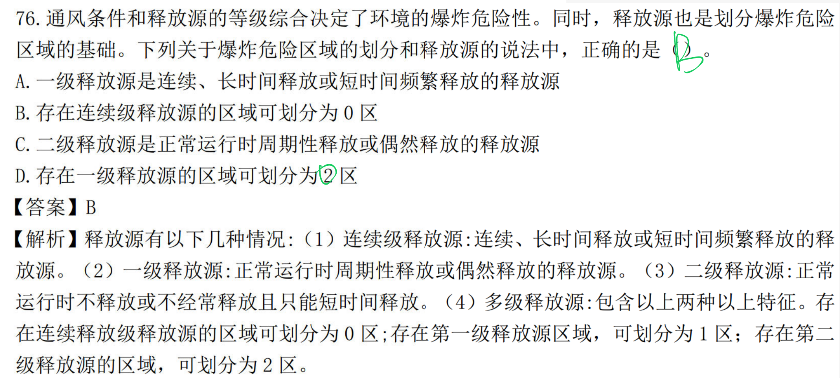 76.通风条件和释放源的等级综合决定了环境的爆炸危险性。同时，释放源也是划分爆炸危险
区域的基础。下列关于爆炸危险区域的划分和释放源的说法中，正确的是（B）。
A.一级释放源是连续、长时间释放或短时间频繁释放的释放源
B.存在连续级释放源的区域可划分为 0 区
C.二级释放源是正常运行时周期性释放或偶然释放的释放源
D.存在一级释放源的区域可划分为 2 区
【答案】B
【解析】释放源有以下几种情况:（1）连续级释放源:连续、长时间释放或短时间频繁释放的释
放源。（2）一级释放源:正常运行时周期性释放或偶然释放的释放源。（3）二级释放源:正常
运行时不释放或不经常释放且只能短时间释放。（4）多级释放源:包含以上两种以上特征。存
在连续释放级释放源的区域可划分为 0 区;存在第一级释放源区域，可划分为 1 区；存在第二
级释放源的区域，可划分为 2 区。